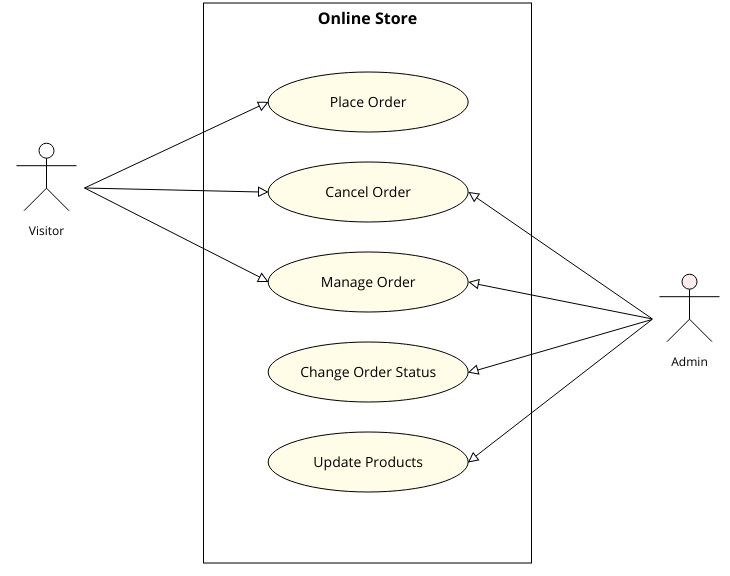 Online Store
Place Order
Cancel Order
Visitor
Manage Order
Admin
Change Order Status
Update Products